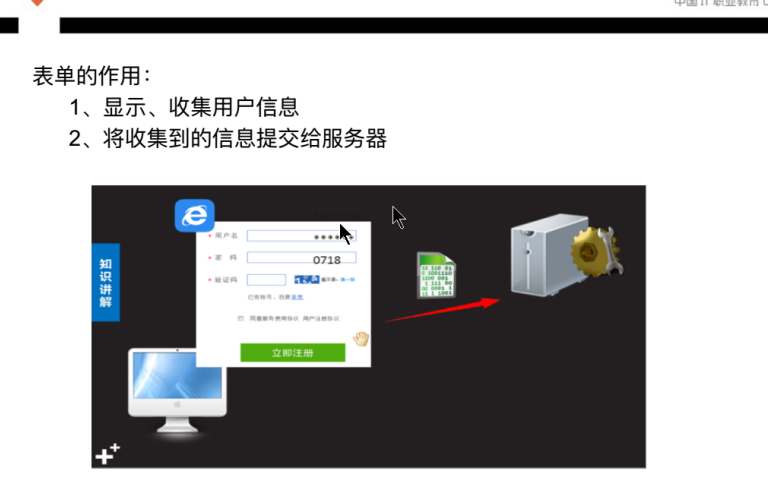 中国IT职业教育
表单的作用：
1、显示、收集用户信息
2、将收集到的信息提交给服务器
知识讲解
* 用户名
* 密 码 0718
* 验证码 看不清，换一张
已有帐号，我要登录
同意服务使用协议 用户注册协议
立即注册